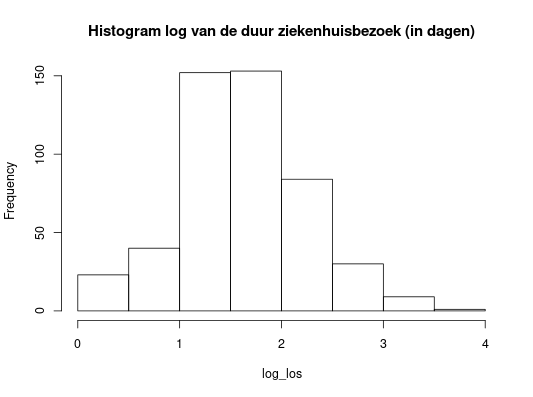 Histogram log van de duur ziekenhuisbezoek (in dagen)
Frequency
150
100
50
0
0 1 2 3 4
log_los